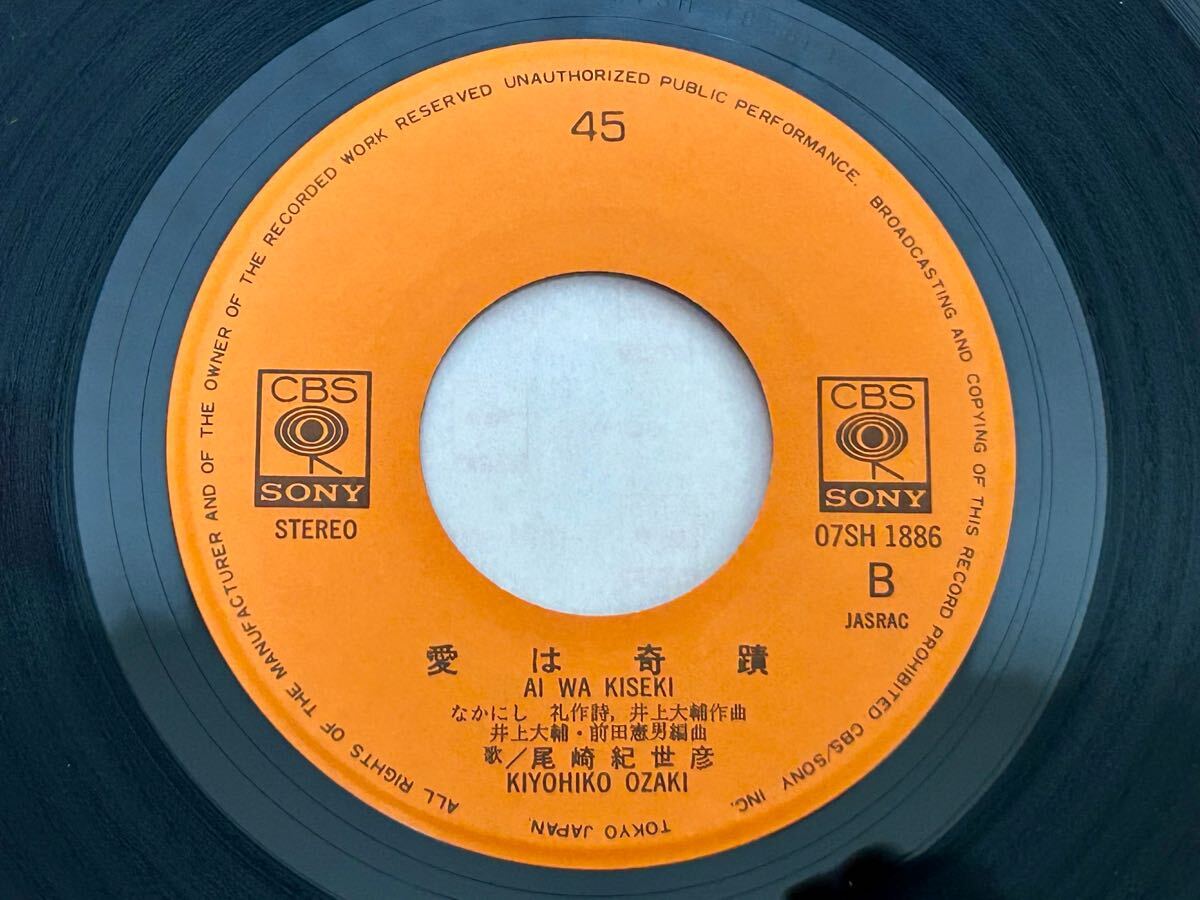 ALL RIGHTS OF THE MANUFACTURER AND OF THE OWNER OF THE RECORDED WORK RESERVED UNAUTHORIZED PUBLIC PERFORMANCE. BROADCASTING AND COPYING OF THIS RECORD PROHIBITED CBS/SONY INC. TOKYO JAPAN.
45
CBS
SONY
STEREO
CBS
SONY
07SH 1886
B
JASRAC
愛は奇蹟
AI WA KISEKI
なかにし 礼作詩, 井上大輔作曲
井上大輔・前田憲男編曲
歌/尾崎紀世彦
KIYOHIKO OZAKI